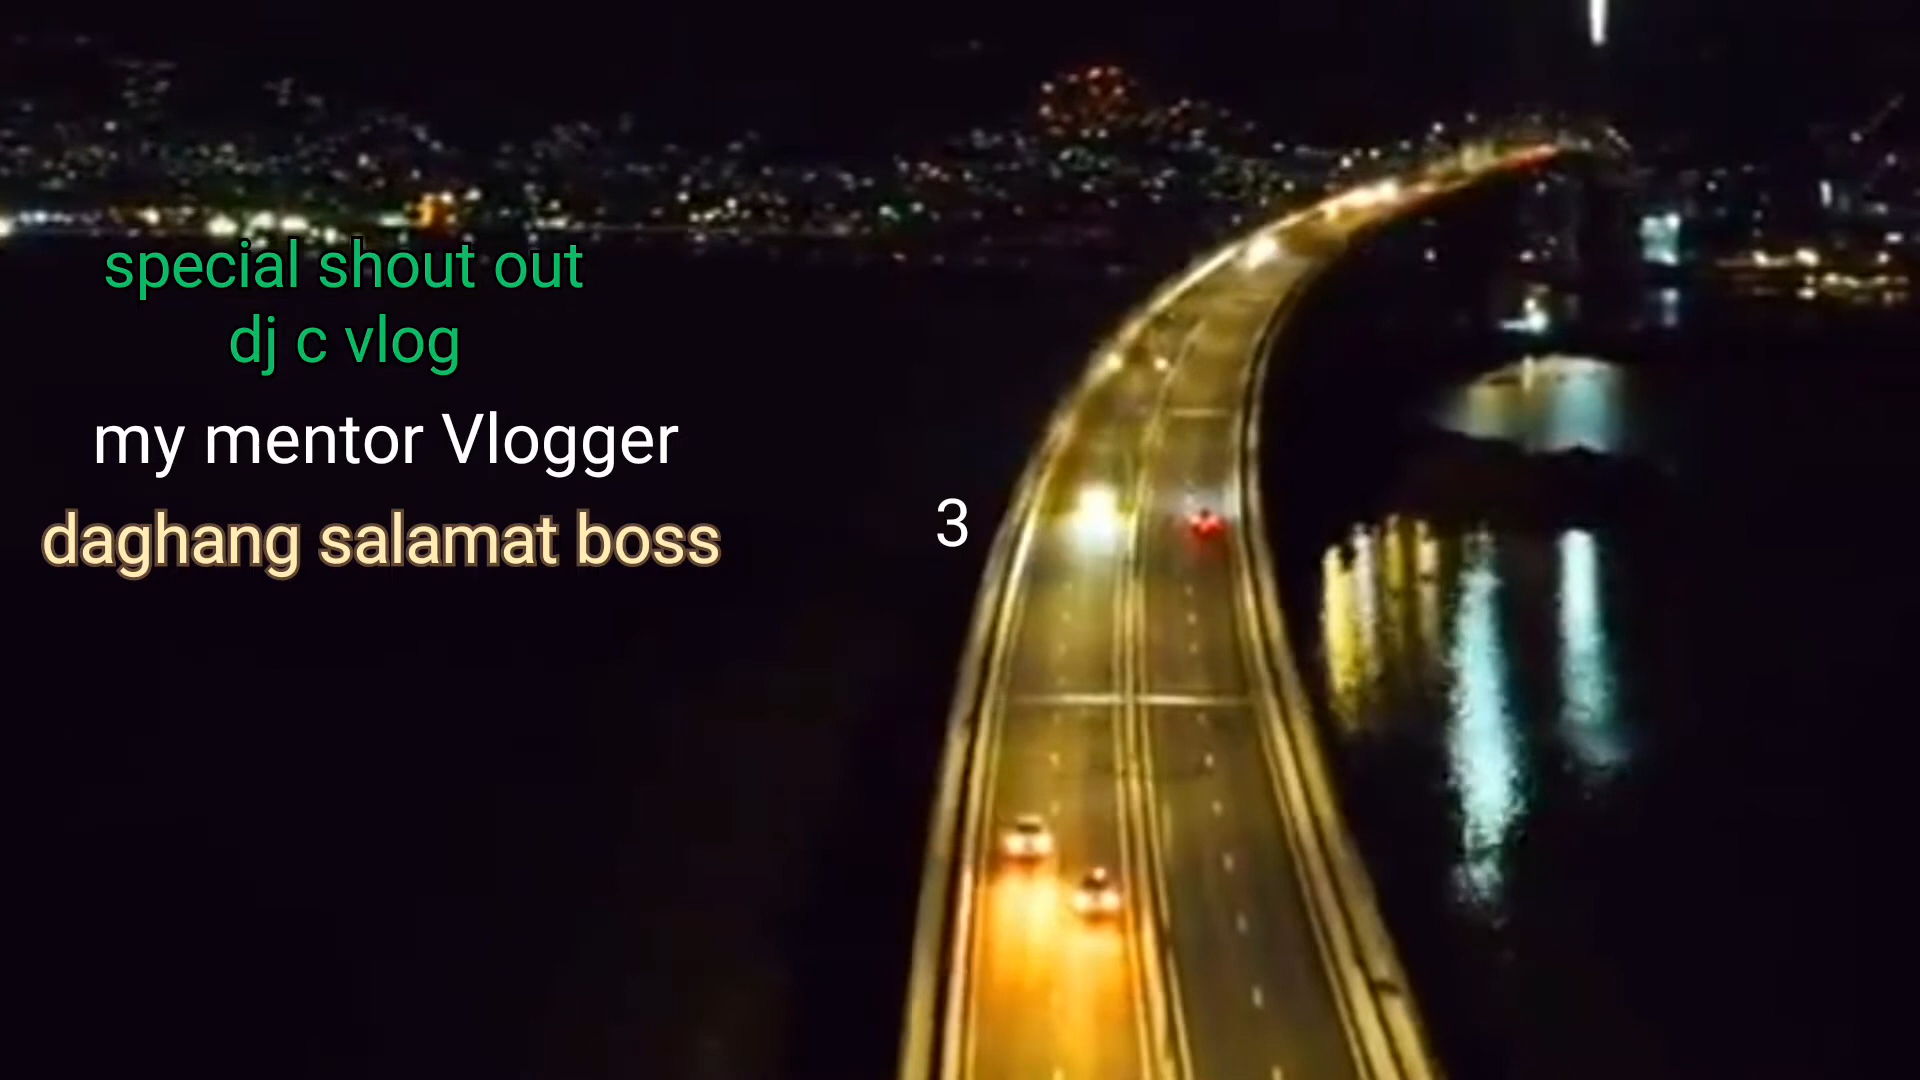 special shout out
dj c vlog
my mentor Vlogger
daghang salamat boss
3